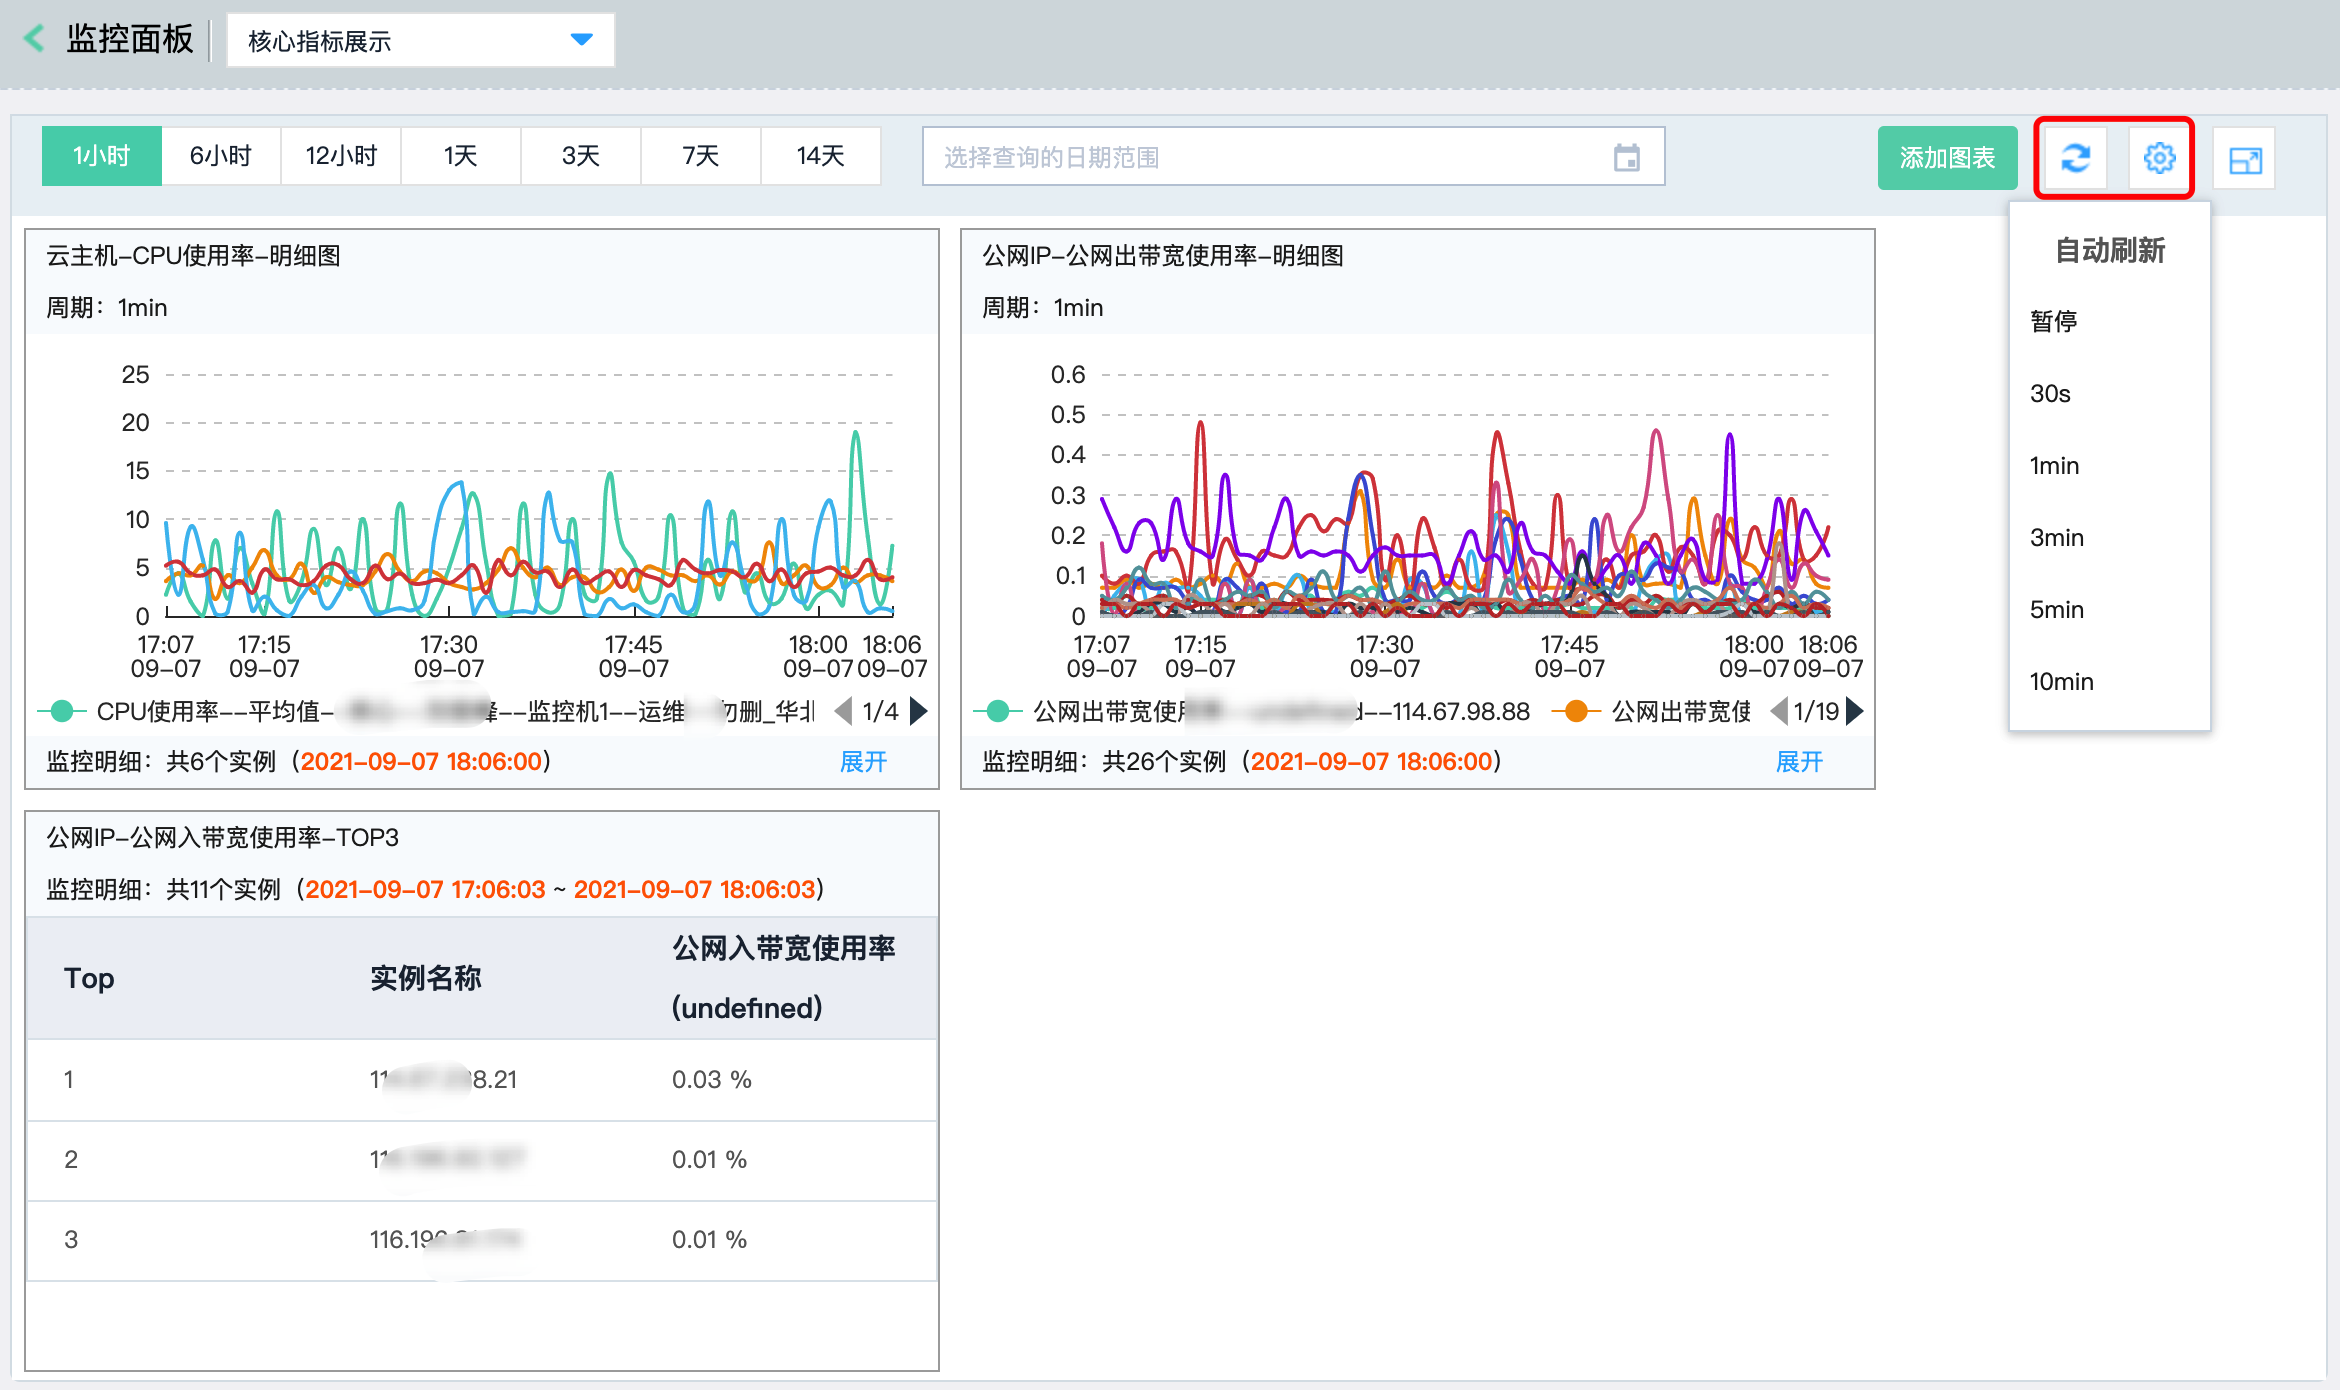 监控面板
核心指标展示
1小时
6小时
12小时
1天
3天
7天
14天
选择查询的日期范围
添加图表
自动刷新
暂停
30s
1min
3min
5min
10min
云主机-CPU使用率-明细图
周期：1min
25
20
15
10
5
0
17:07 09-07
17:15 09-07
17:30 09-07
17:45 09-07
18:00 09-07
18:06 09-07
CPU使用率--平均值- --监控机1--运维 勿删_华北
1/4
监控明细：共6个实例（2021-09-07 18:06:00）
展开
公网IP-公网出带宽使用率-明细图
周期：1min
0.6
0.5
0.4
0.3
0.2
0.1
0
17:07 09-07
17:15 09-07
17:30 09-07
17:45 09-07
18:00 09-07
18:06 09-07
公网出带宽使用 d--114.67.98.88
公网出带宽使
1/19
监控明细：共26个实例（2021-09-07 18:06:00）
展开
公网IP-公网入带宽使用率-TOP3
监控明细：共11个实例（2021-09-07 17:06:03 ~ 2021-09-07 18:06:03）
Top
实例名称
公网入带宽使用率
(undefined)
1 8.21 0.03 %
2 0.01 %
3 116.196 0.01 %